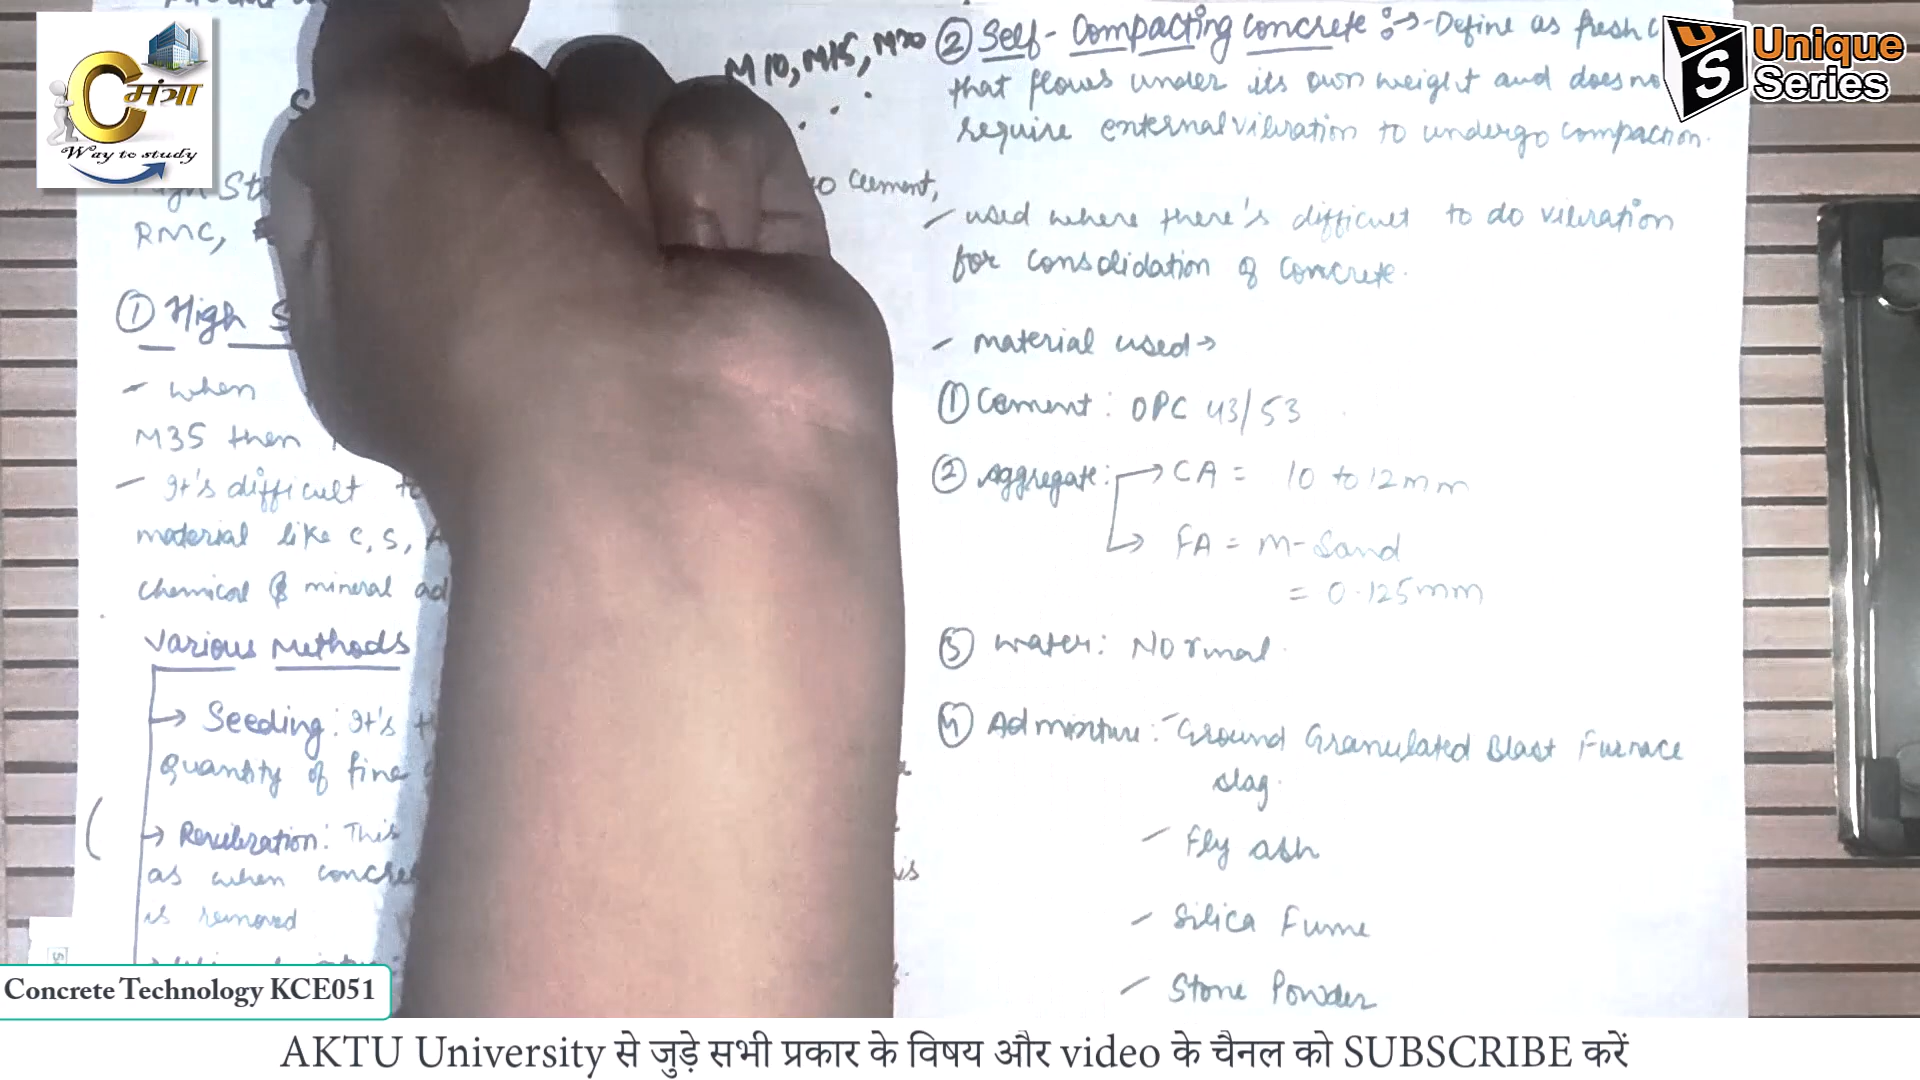 C मंत्रा
Way to study
M10, M15, M20
Cement,
RMC,
① High S
- when
M35 then
- It's difficult to
material like C, S, A
chemical & mineral ad
Various Methods
→ Seeding: It's t
Quantity of fine
→ Revibration: This
as when concre
is removed
is
② Self-Compacting Concrete :→ Define as fresh c
that flows under its own weight and does no
require external vibration to undergo compaction.
- used where there's difficult to do vibration
for consolidation of concrete.
- material used →
① Cement: OPC 43/53
② Aggregate: → CA = 10 to 12mm
→ FA = M-Sand
= 0.125mm
③ Water: Normal.
④ Admixture: - Ground Granulated Blast Furnace
slag.
- Fly ash
- Silica Fume
- Stone Powder
US Unique
Series
Concrete Technology KCE051
AKTU University से जुड़े सभी प्रकार के विषय और video के चैनल को SUBSCRIBE करें